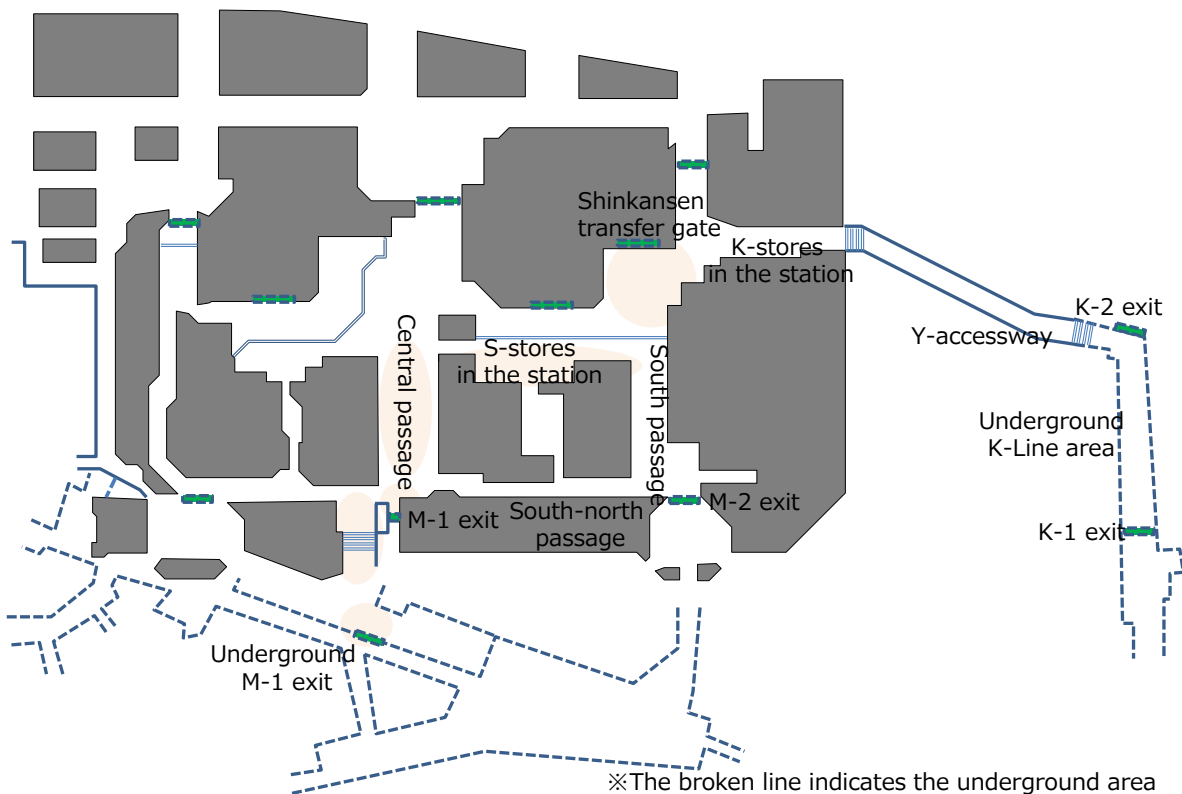 Shinkansen
transfer gate
K-stores
in the station
K-2 exit
Y-accessway
Central passage
S-stores
in the station
South passage
Underground
K-Line area
M-1 exit
South-north
passage
M-2 exit
K-1 exit
Underground
M-1 exit
※The broken line indicates the underground area